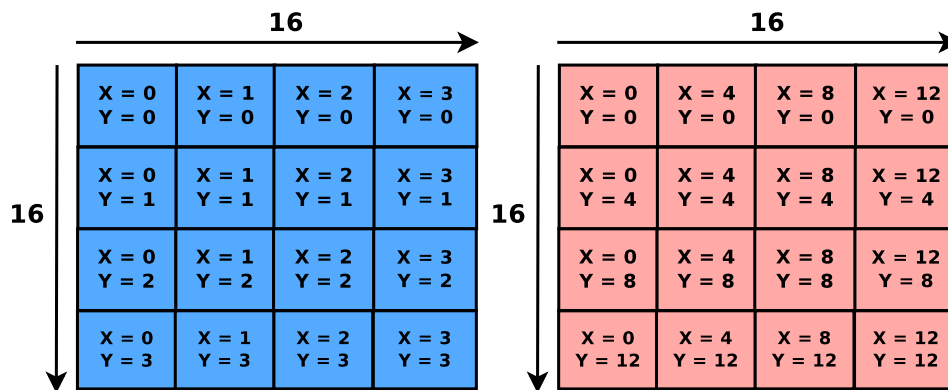 16
X = 0 X = 1 X = 2 X = 3
Y = 0 Y = 0 Y = 0 Y = 0
X = 0 X = 1 X = 2 X = 3
Y = 1 Y = 1 Y = 1 Y = 1
16
X = 0 X = 1 X = 2 X = 3
Y = 2 Y = 2 Y = 2 Y = 2
X = 0 X = 1 X = 2 X = 3
Y = 3 Y = 3 Y = 3 Y = 3
16
X = 0 X = 4 X = 8 X = 12
Y = 0 Y = 0 Y = 0 Y = 0
X = 0 X = 4 X = 8 X = 12
Y = 4 Y = 4 Y = 4 Y = 4
16
X = 0 X = 4 X = 8 X = 12
Y = 8 Y = 8 Y = 8 Y = 8
X = 0 X = 4 X = 8 X = 12
Y = 12 Y = 12 Y = 12 Y = 12